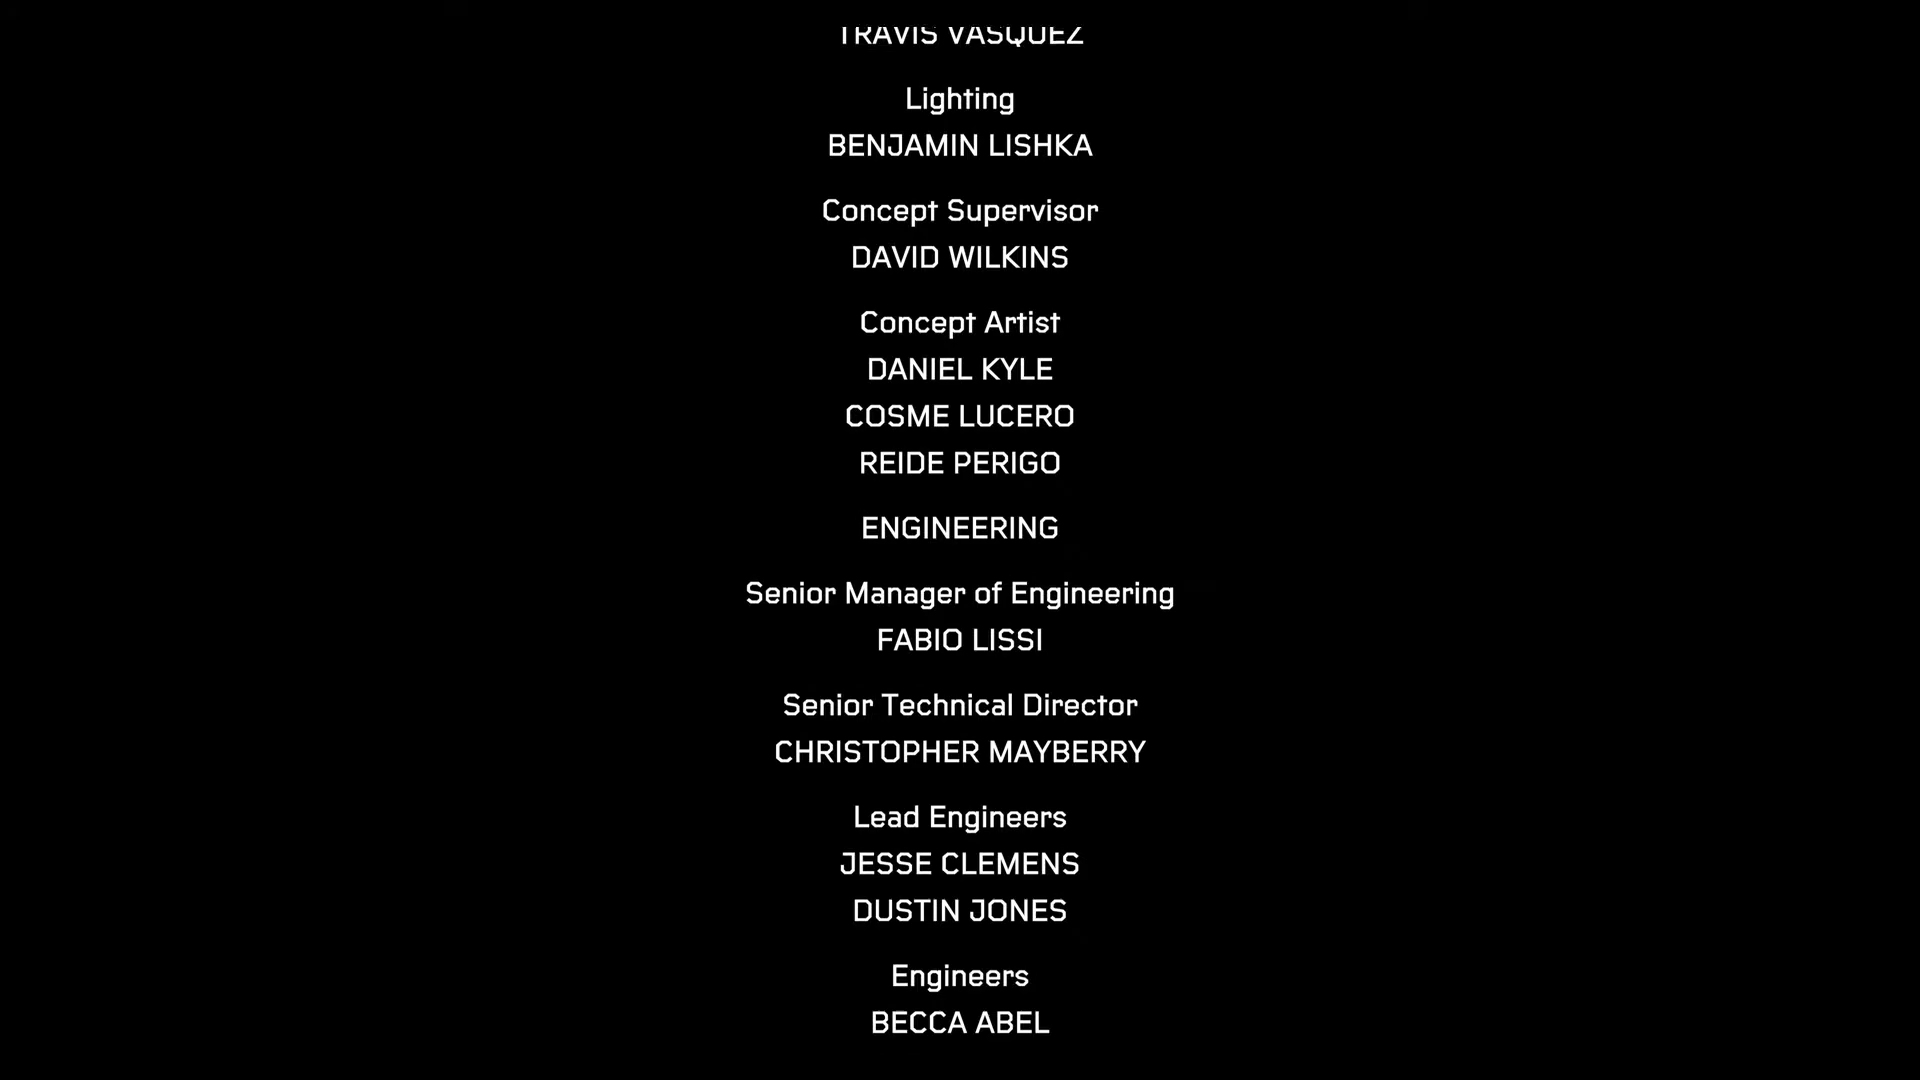 TRAVIS VASQUEZ
Lighting
BENJAMIN LISHKA
Concept Supervisor
DAVID WILKINS
Concept Artist
DANIEL KYLE
COSME LUCERO
REIDE PERIGO
ENGINEERING
Senior Manager of Engineering
FABIO LISSI
Senior Technical Director
CHRISTOPHER MAYBERRY
Lead Engineers
JESSE CLEMENS
DUSTIN JONES
Engineers
BECCA ABEL